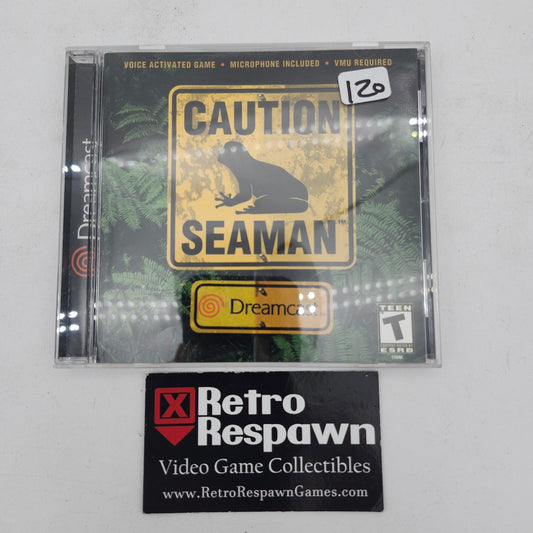 VOICE ACTIVATED GAME • MICROPHONE INCLUDED • VMU REQUIRED
120
CAUTION
SEAMAN™
Dreamcast
Dreamcast
TEEN
T
ESRB
Retro
Respawn
Video Game Collectibles
www.RetroRespawnGames.com